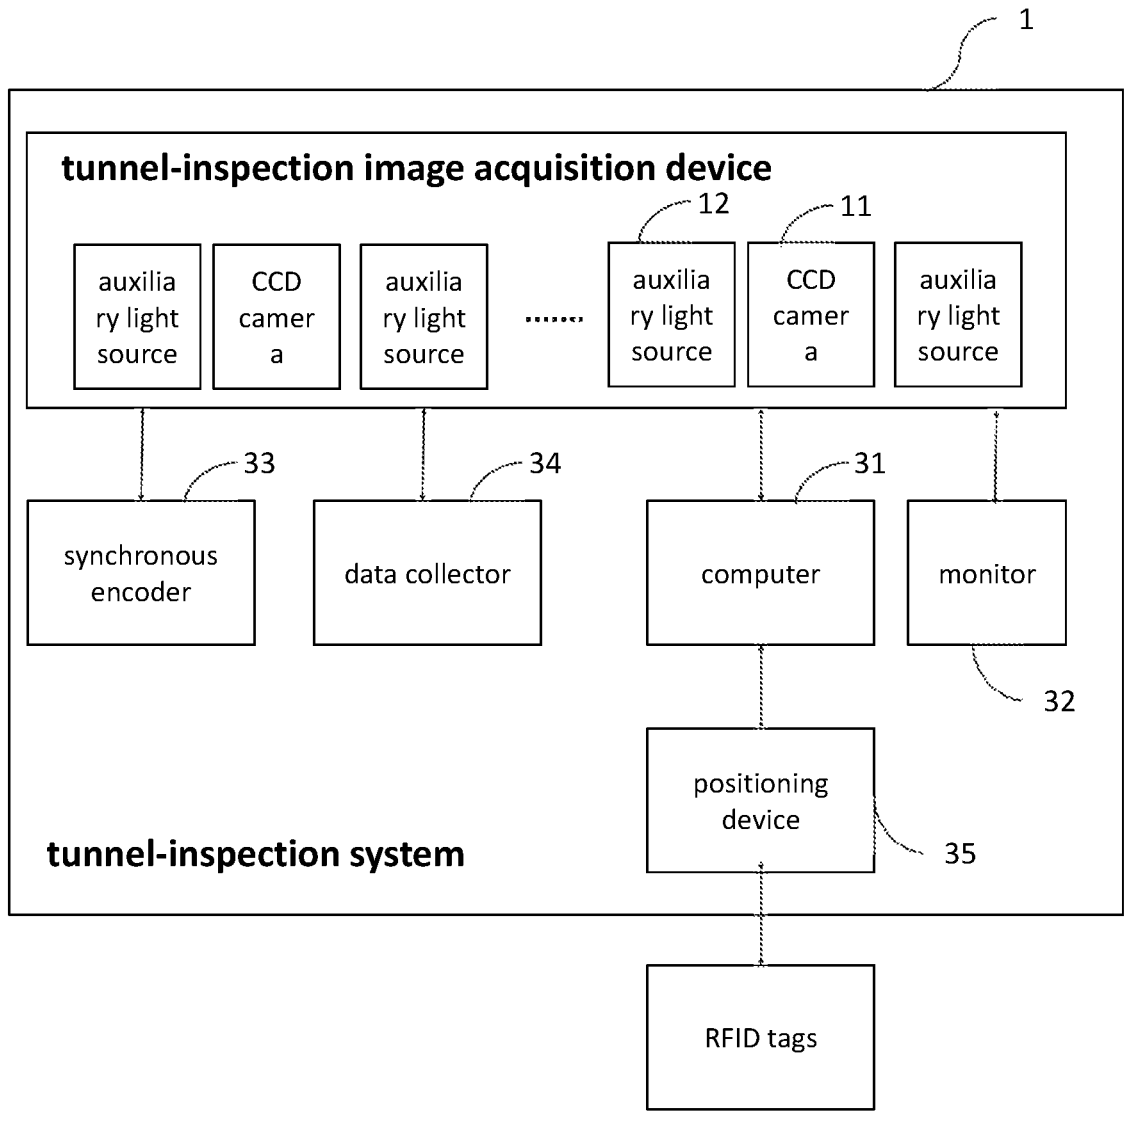 1
tunnel-inspection image acquisition device
12
11
auxilia
ry light
source
CCD
camer
a
auxilia
ry light
source
.......
auxilia
ry light
source
CCD
camer
a
auxilia
ry light
source
33
34
31
synchronous
encoder
data collector
computer
monitor
32
positioning
device
tunnel-inspection system
35
RFID tags